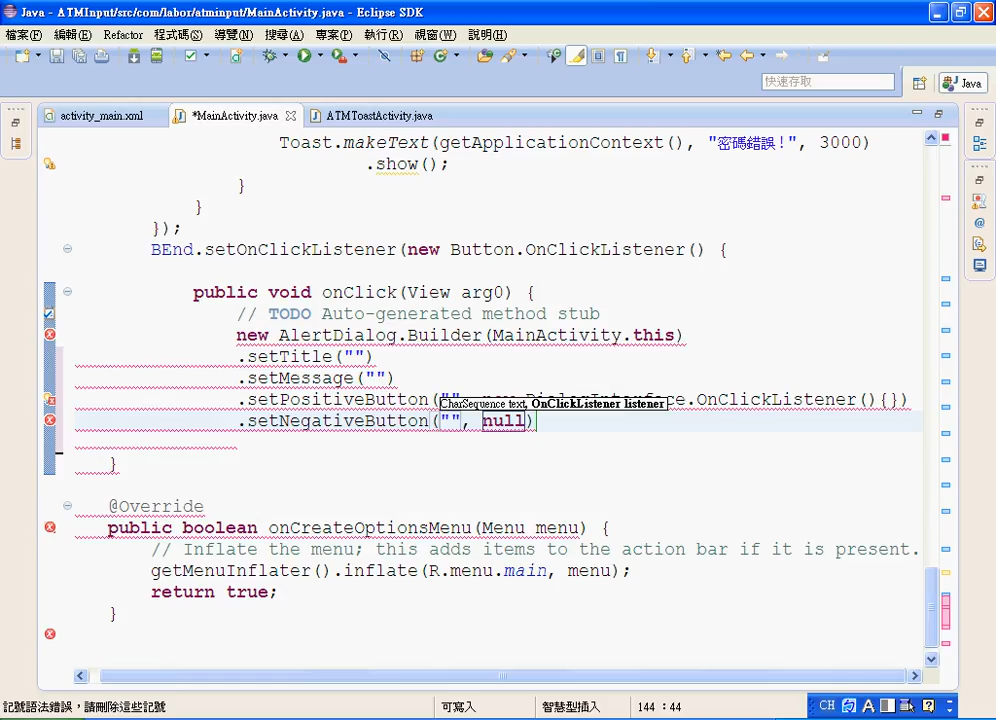 Java - ATMInput/src/com/labor/atminput/MainActivity.java - Eclipse SDK
檔案(F) 編輯(E) Refactor 程式碼(S) 導覽(N) 搜尋(A) 專案(P) 執行(R) 視窗(W) 說明(H)
快速存取
Java
activity_main.xml
*MainActivity.java
ATMToastActivity.java
Toast.makeText(getApplicationContext(), "密碼錯誤!", 3000)
.show();
}
}
});
BEnd.setOnClickListener(new Button.OnClickListener() {
public void onClick(View arg0) {
// TODO Auto-generated method stub
new AlertDialog.Builder(MainActivity.this)
.setTitle("")
.setMessage("")
.setPositiveButton("", new DialogInterface.OnClickListener(){})
CharSequence text, OnClickListener listener
.setNegativeButton("", null)
}
@Override
public boolean onCreateOptionsMenu(Menu menu) {
// Inflate the menu; this adds items to the action bar if it is present.
getMenuInflater().inflate(R.menu.main, menu);
return true;
}
記號語法錯誤，請刪除這些記號
可寫入
智慧型插入
144 : 44
CH